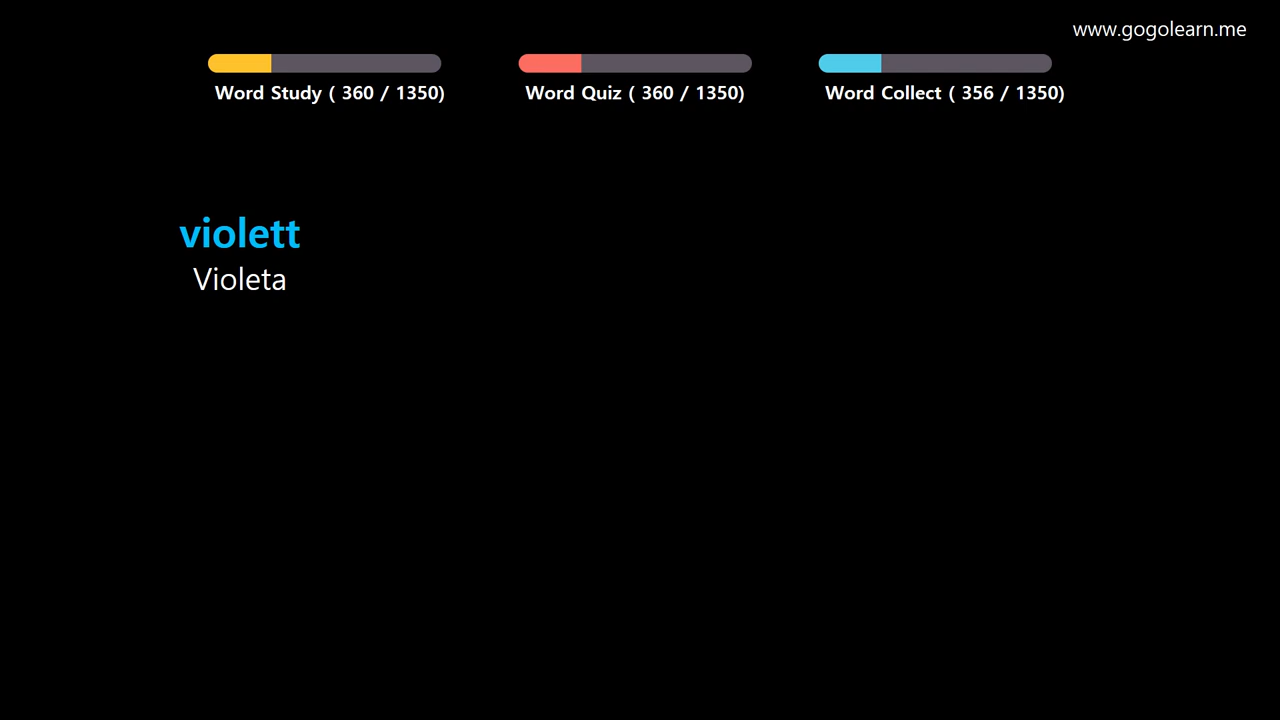 www.gogolearn.me
Word Study ( 360 / 1350)
Word Quiz ( 360 / 1350)
Word Collect ( 356 / 1350)
violett
Violeta